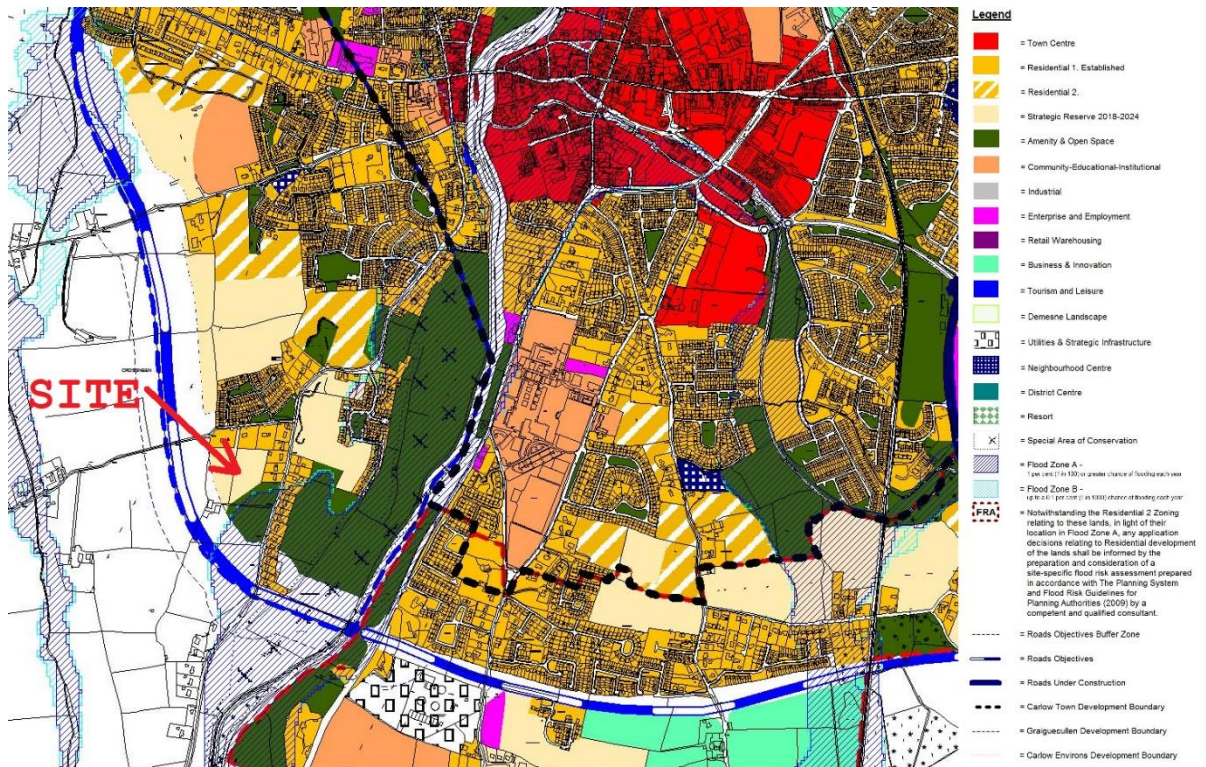 Legend
= Town Centre
= Residential 1. Established
= Residential 2.
= Strategic Reserve 2018-2024
= Amenity & Open Space
= Community-Educational-Institutional
= Industrial
= Enterprise and Employment
= Retail Warehousing
= Business & Innovation
= Tourism and Leisure
= Demesne Landscape
= Utilities & Strategic Infrastructure
= Neighbourhood Centre
= District Centre
= Resort
= Special Area of Conservation
= Flood Zone A -
1 per cent (1 in 100) or greater chance of flooding each year
= Flood Zone B -
up to a 0.1 per cent (1 in 1000) chance of flooding each year
FRA
= Notwithstanding the Residential 2 Zoning
relating to these lands, in light of their
location in Flood Zone A, any application
decisions relating to Residential development
of the lands shall be informed by the
preparation and consideration of a
site-specific flood risk assessment prepared
in accordance with The Planning System
and Flood Risk Guidelines for
Planning Authorities (2009) by a
competent and qualified consultant.
= Roads Objectives Buffer Zone
= Roads Objectives
= Roads Under Construction
= Carlow Town Development Boundary
= Graiguecullen Development Boundary
= Carlow Environs Development Boundary
SITE